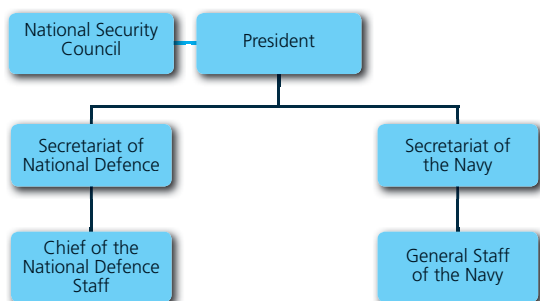 National Security
Council
President
Secretariat of
National Defence
Secretariat of
the Navy
Chief of the
National Defence
Staff
General Staff
of the Navy